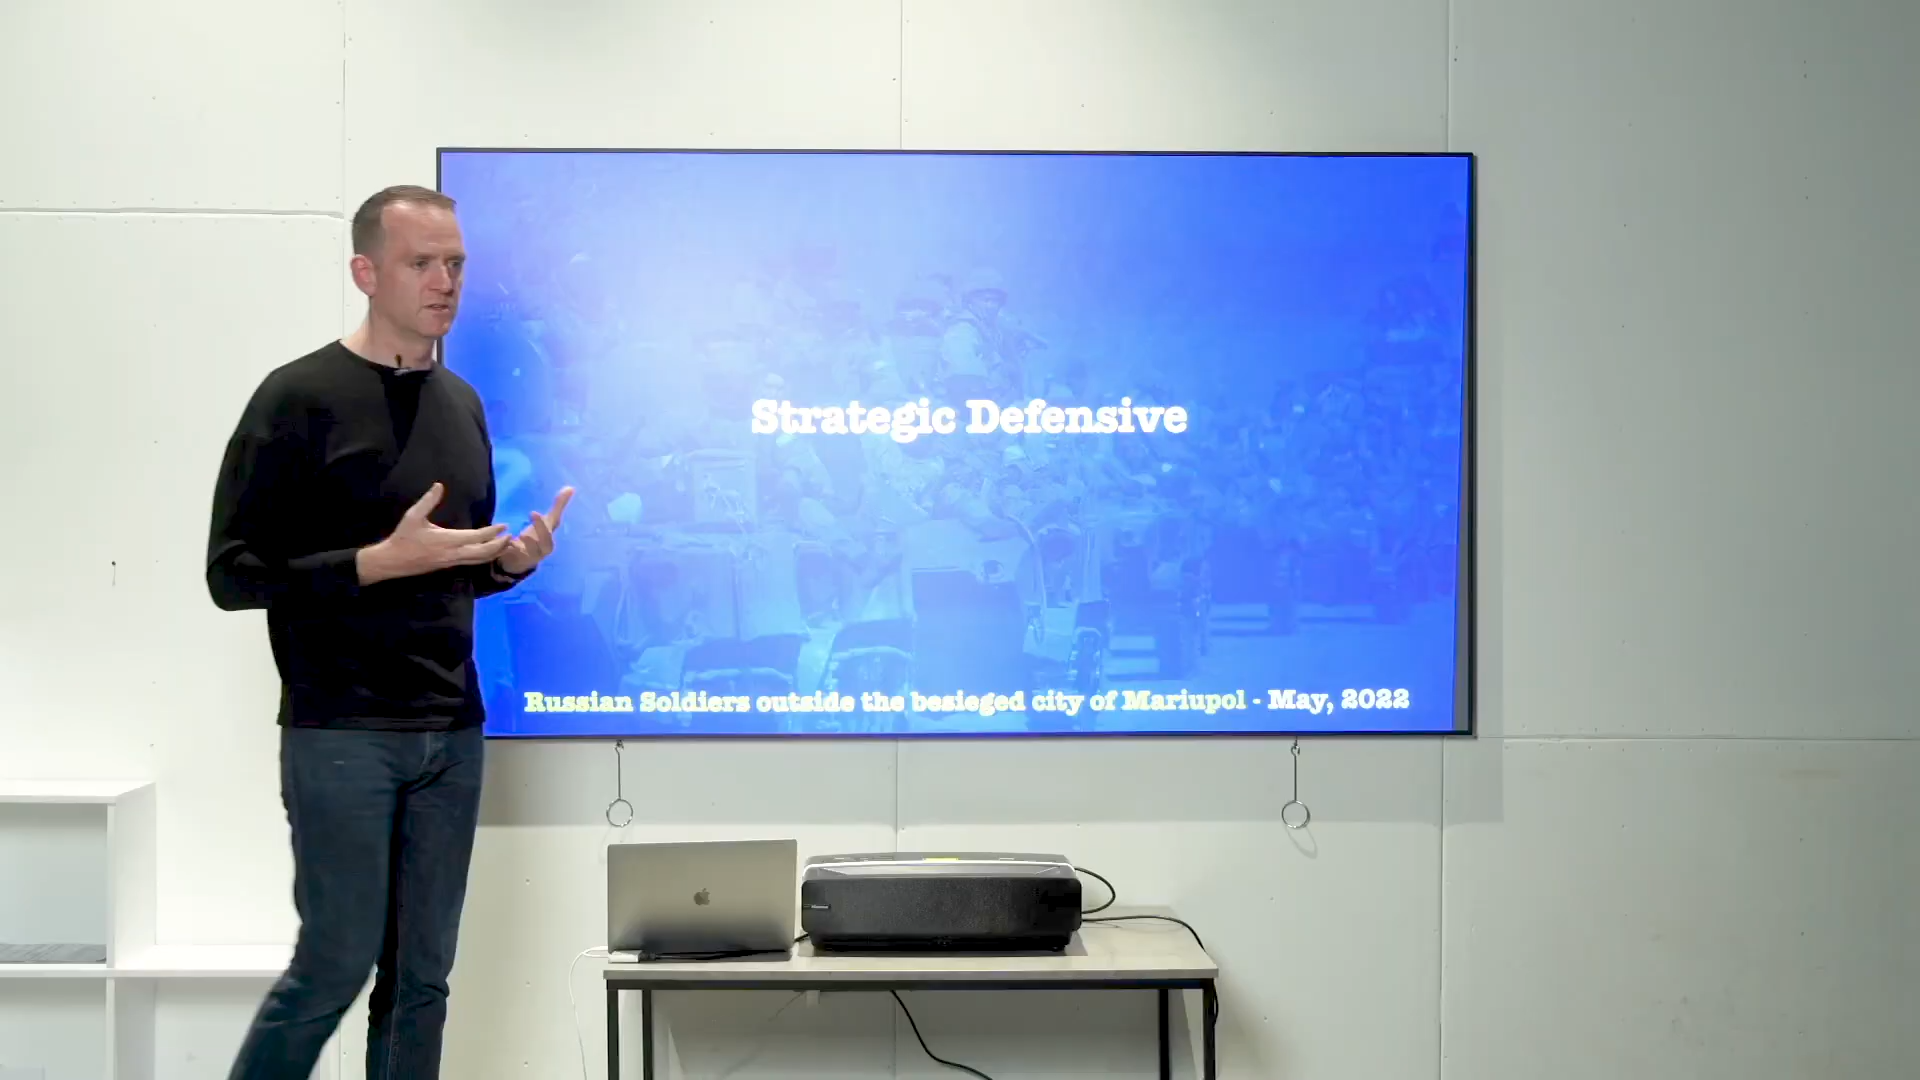 Strategic Defensive
Russian Soldiers outside the besieged city of Mariupol - May, 2022